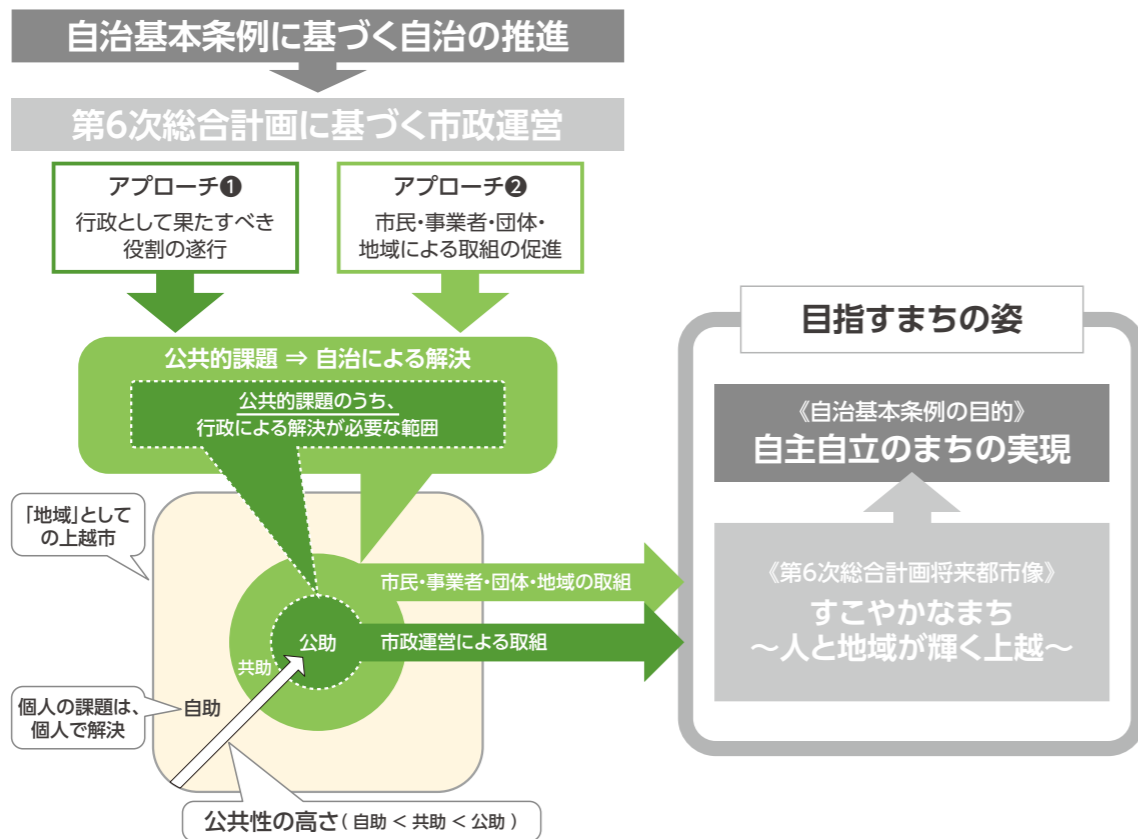 自治基本条例に基づく自治の推進
第6次総合計画に基づく市政運営
アプローチ❶
行政として果たすべき
役割の遂行
アプローチ❷
市民・事業者・団体・
地域による取組の促進
公共的課題 ⇒ 自治による解決
公共的課題のうち、
行政による解決が必要な範囲
「地域」として
の上越市
市民・事業者・団体・地域の取組
公助
市政運営による取組
共助
自助
個人の課題は、
個人で解決
公共性の高さ（ 自助 ＜ 共助 ＜ 公助 ）
目指すまちの姿
《自治基本条例の目的》
自主自立のまちの実現
《第6次総合計画将来都市像》
すこやかなまち
～人と地域が輝く上越～